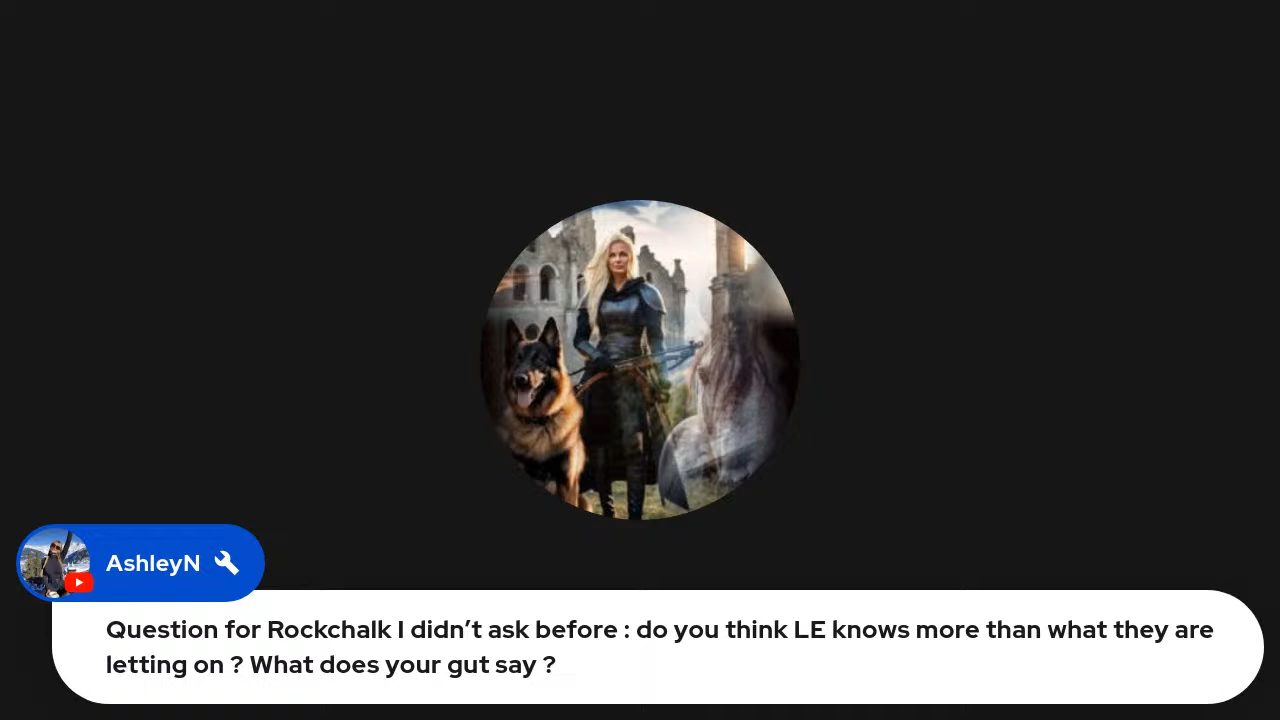 AshleyN
Question for Rockchalk I didn’t ask before : do you think LE knows more than what they are
letting on ? What does your gut say ?